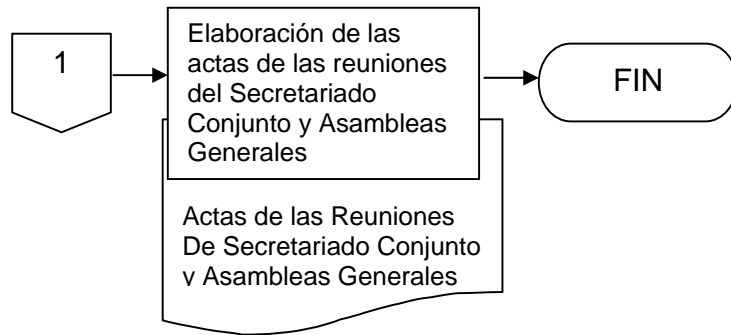 1
Elaboración de las
actas de las reuniones
del Secretariado
Conjunto y Asambleas
Generales
FIN
Actas de las Reuniones
De Secretariado Conjunto
y Asambleas Generales